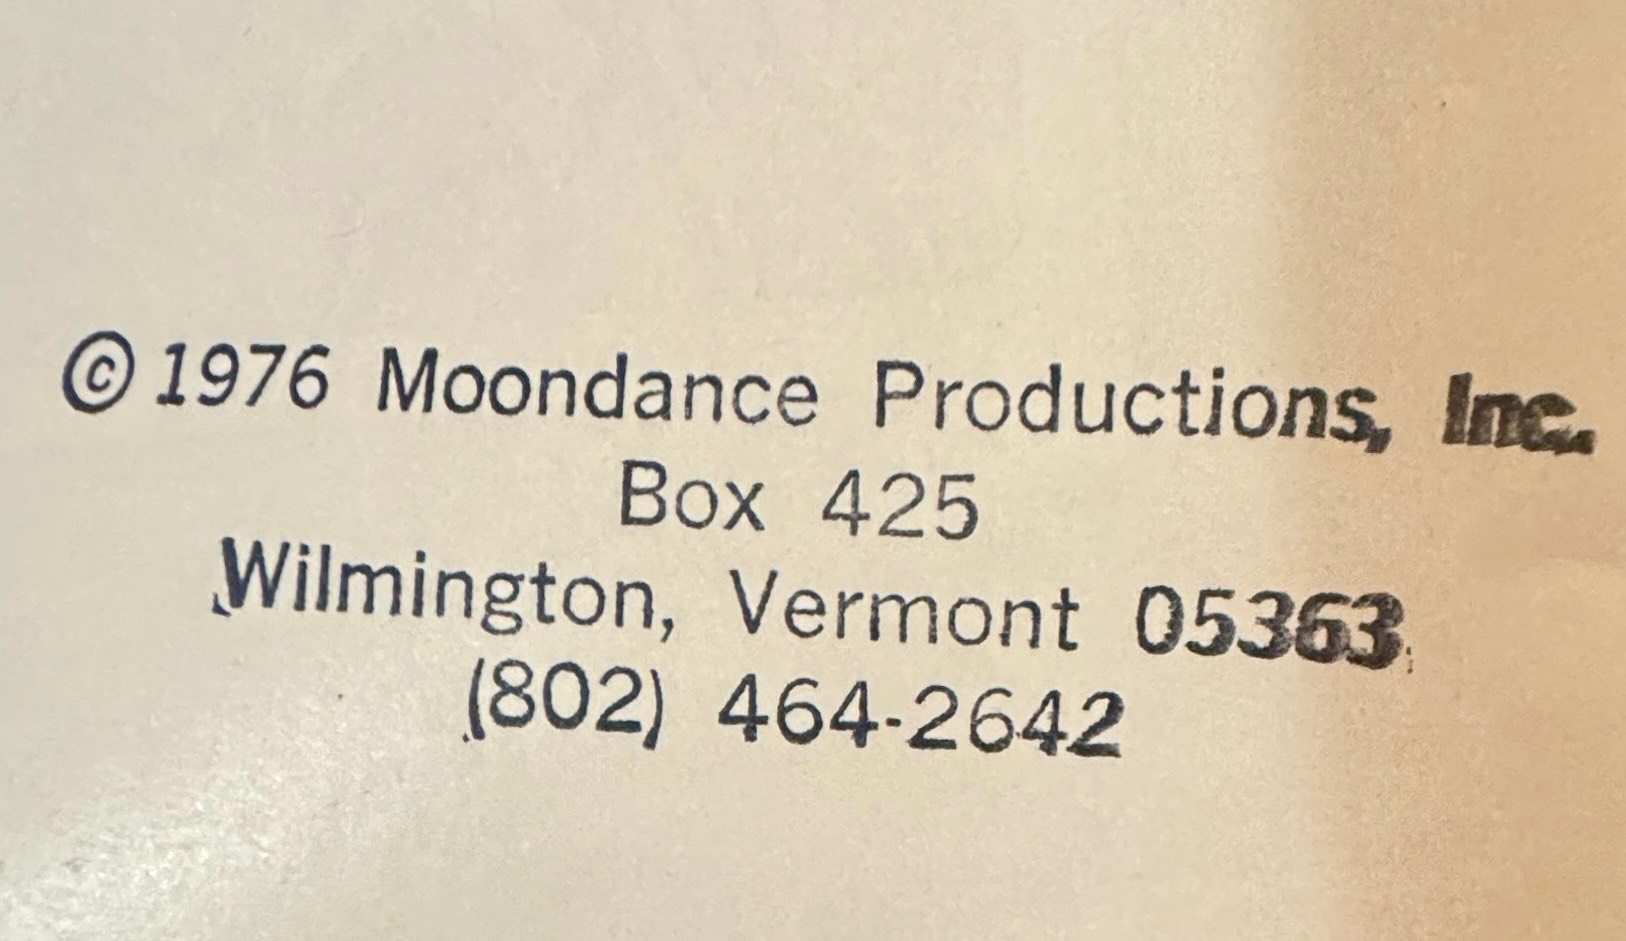 © 1976 Moondance Productions, Inc.
Box 425
Wilmington, Vermont 05363
(802) 464-2642